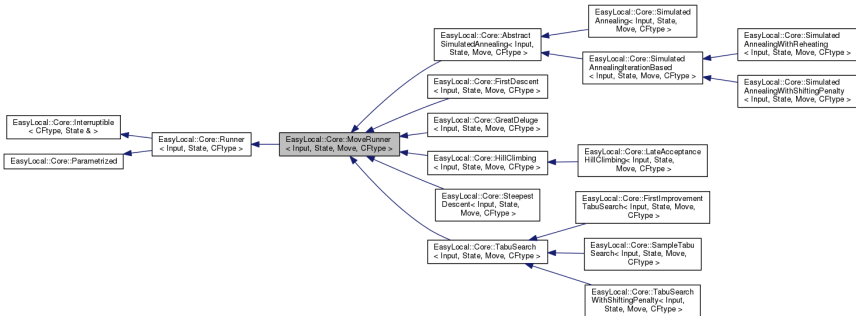 EasyLocal::Core::Interruptible
< CFtype, State & >
EasyLocal::Core::Parametrized
EasyLocal::Core::Runner
< Input, State, CFtype >
EasyLocal::Core::MoveRunner
< Input, State, Move, CFtype >
EasyLocal::Core::Abstract
SimulatedAnnealing< Input,
State, Move, CFtype >
EasyLocal::Core::FirstDescent
< Input, State, Move, CFtype >
EasyLocal::Core::GreatDeluge
< Input, State, Move, CFtype >
EasyLocal::Core::HillClimbing
< Input, State, Move, CFtype >
EasyLocal::Core::Steepest
Descent< Input, State,
Move, CFtype >
EasyLocal::Core::TabuSearch
< Input, State, Move, CFtype >
EasyLocal::Core::Simulated
Annealing< Input, State,
Move, CFtype >
EasyLocal::Core::Simulated
AnnealingIterationBased
< Input, State, Move, CFtype >
EasyLocal::Core::LateAcceptance
HillClimbing< Input, State,
Move, CFtype >
EasyLocal::Core::FirstImprovement
TabuSearch< Input, State, Move,
CFtype >
EasyLocal::Core::SampleTabu
Search< Input, State, Move,
CFtype >
EasyLocal::Core::TabuSearch
WithShiftingPenalty< Input,
State, Move, CFtype >
EasyLocal::Core::Simulated
AnnealingWithReheating
< Input, State, Move, CFtype >
EasyLocal::Core::Simulated
AnnealingWithShiftingPenalty
< Input, State, Move, CFtype >